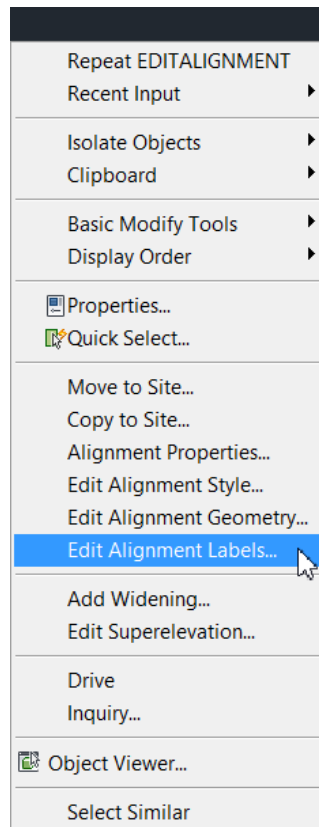 Repeat EDITALIGNMENT
Recent Input
Isolate Objects
Clipboard
Basic Modify Tools
Display Order
Properties...
Quick Select...
Move to Site...
Copy to Site...
Alignment Properties...
Edit Alignment Style...
Edit Alignment Geometry...
Edit Alignment Labels...
Add Widening...
Edit Superelevation...
Drive
Inquiry...
Object Viewer...
Select Similar